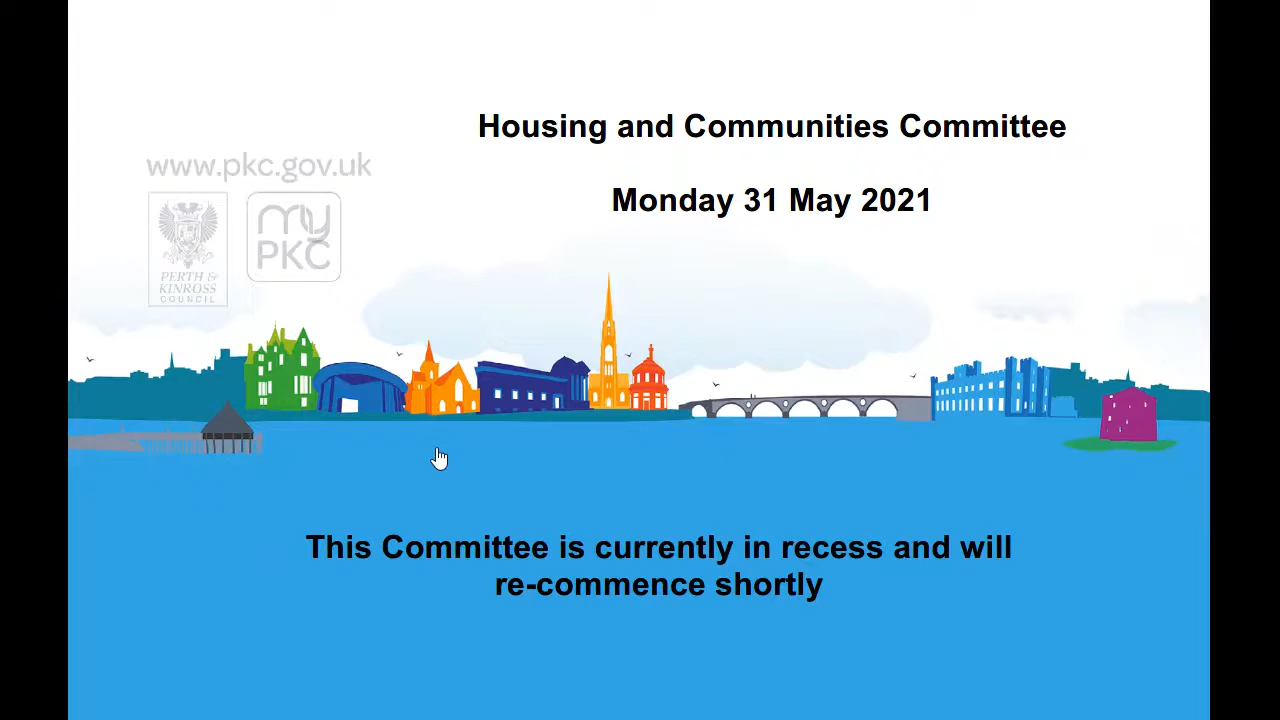 Housing and Communities Committee
www.pkc.gov.uk
Monday 31 May 2021
my
PKC
PERTH &
KINROSS
COUNCIL
This Committee is currently in recess and will
re-commence shortly